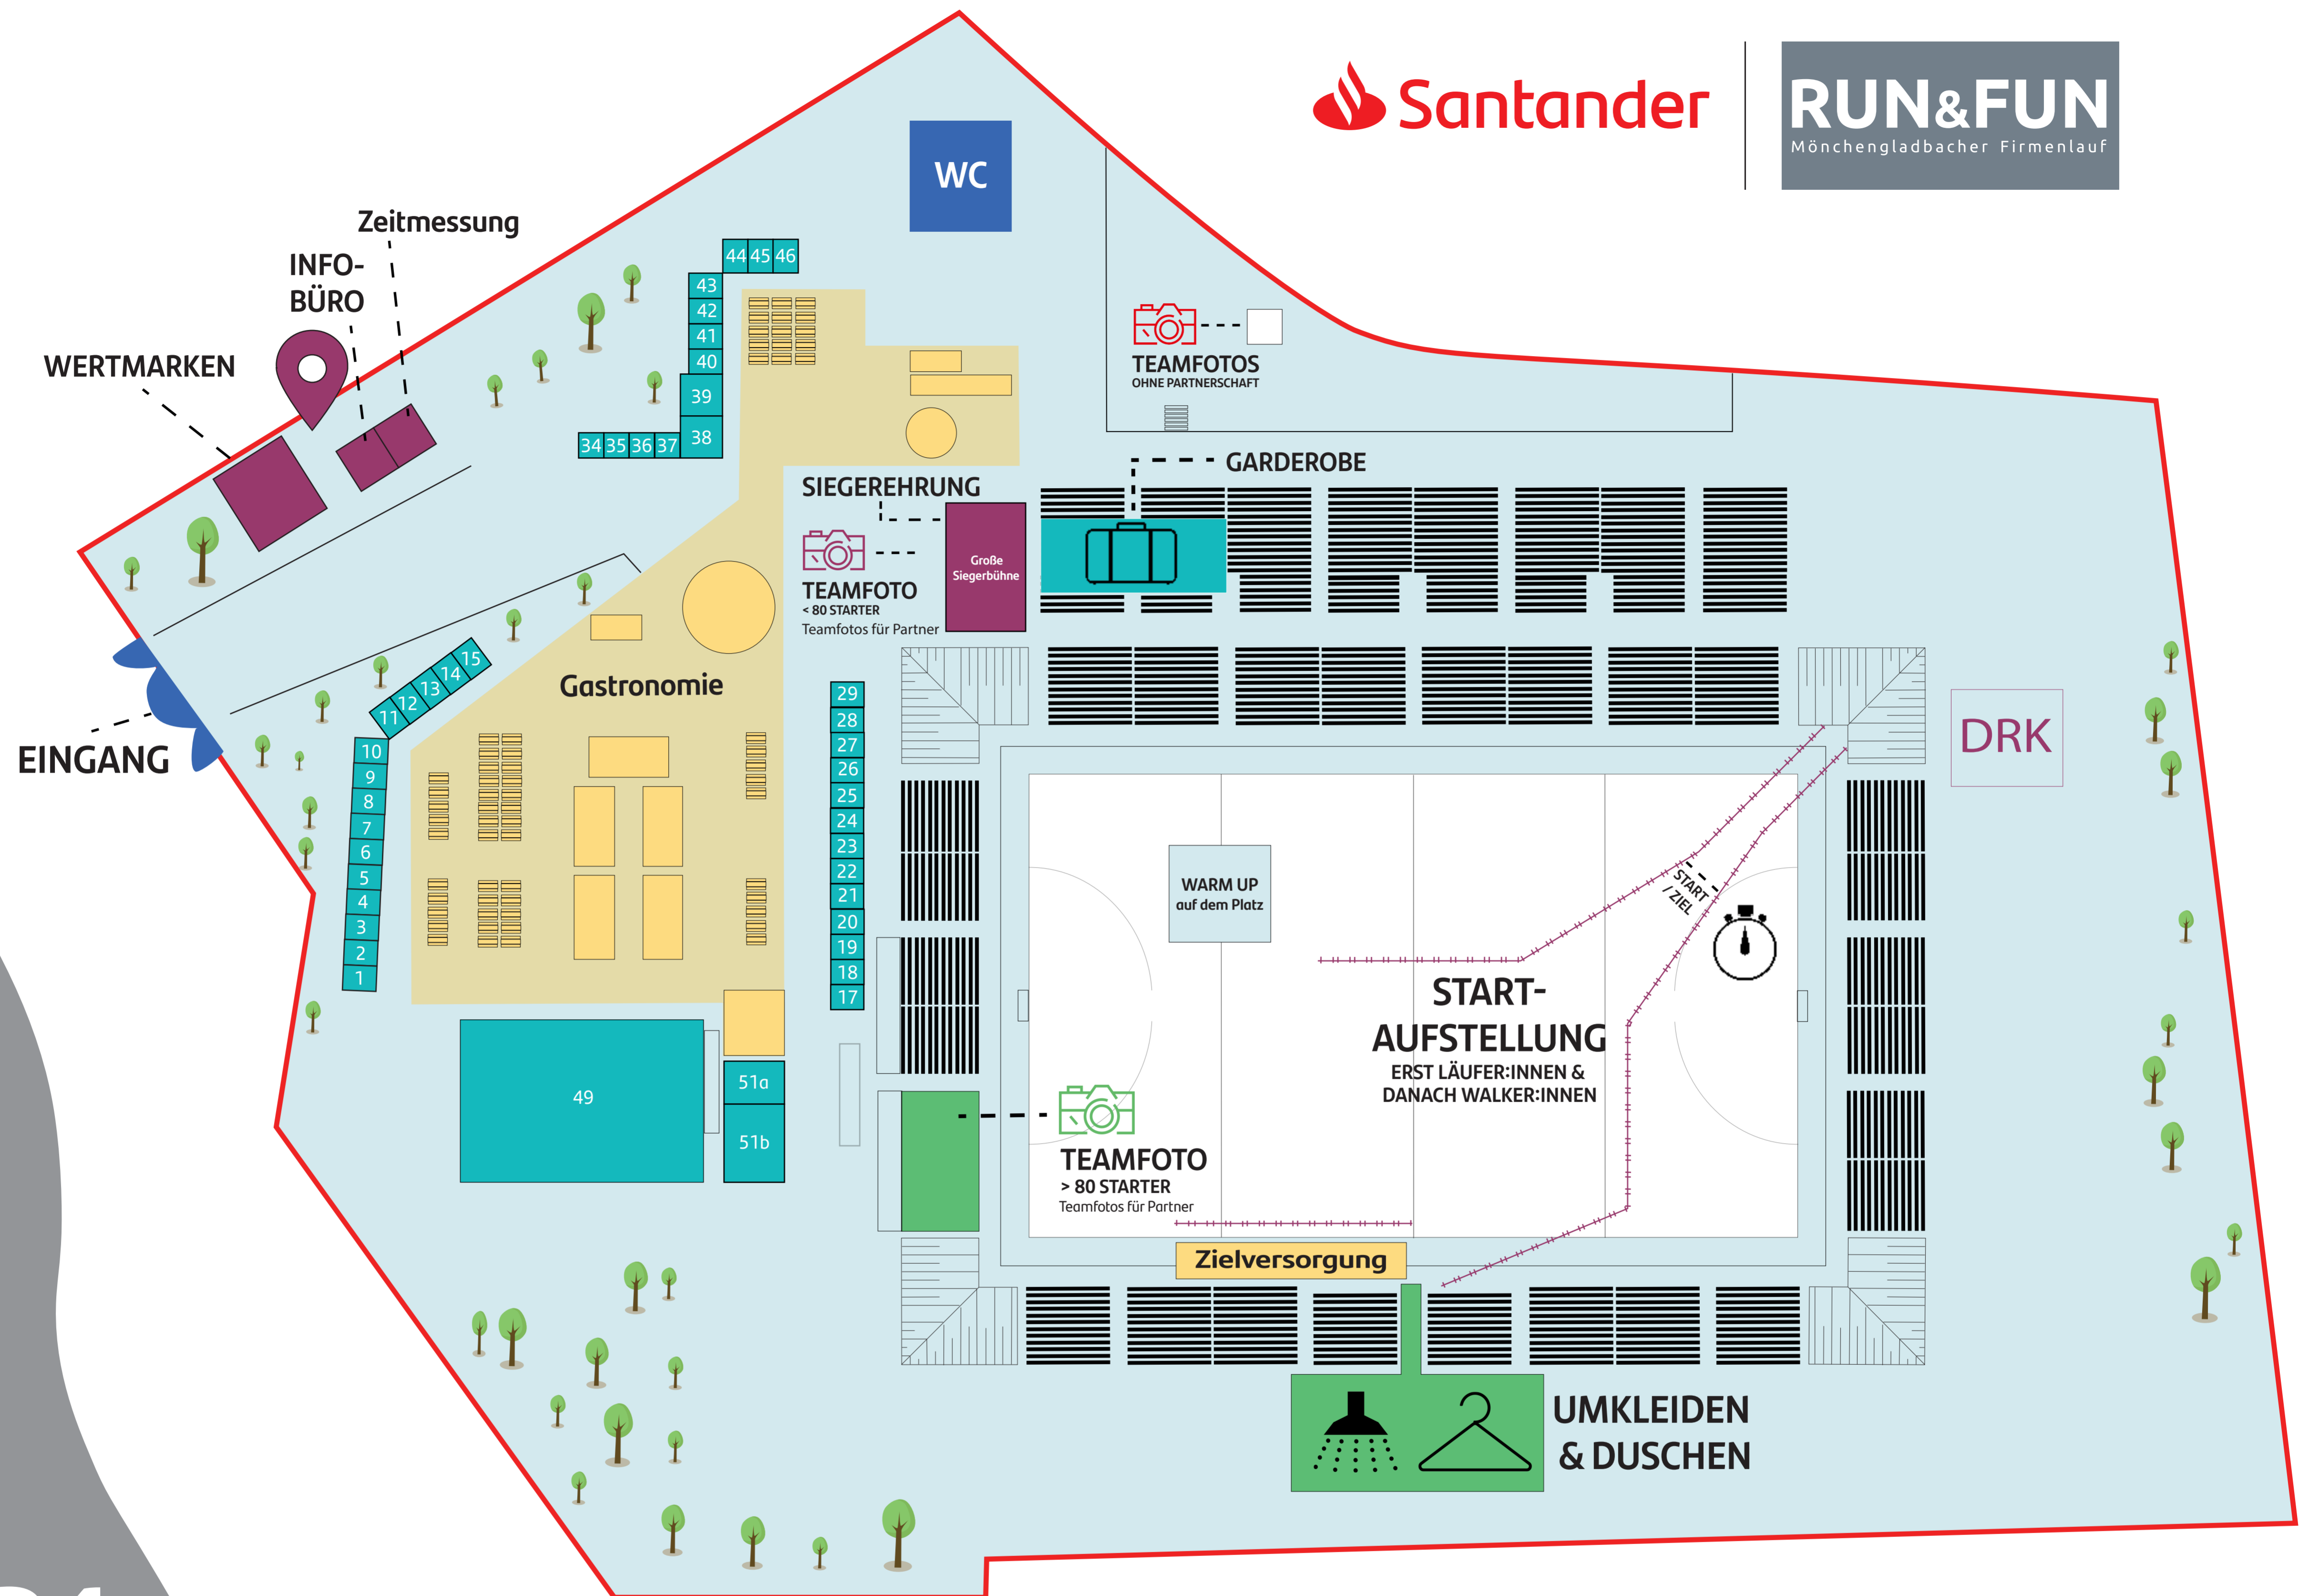 Santander
RUN&FUN
Mönchengladbacher Firmenlauf
WC
Zeitmessung
INFO-
BÜRO
WERTMARKEN
EINGANG
44 45 46
43
42
41
40
39
38
34 35 36 37
TEAMFOTOS
OHNE PARTNERSCHAFT
GARDEROBE
SIEGEREHRUNG
Große
Siegerbühne
TEAMFOTO
< 80 STARTER
Teamfotos für Partner
Gastronomie
15
14
13
12
11
10
9
8
7
6
5
4
3
2
1
29
28
27
26
25
24
23
22
21
20
19
18
17
DRK
WARM UP
auf dem Platz
START
/ ZIEL
START-
AUFSTELLUNG
ERST LÄUFER:INNEN &
DANACH WALKER:INNEN
49
51a
51b
TEAMFOTO
> 80 STARTER
Teamfotos für Partner
Zielversorgung
UMKLEIDEN
& DUSCHEN